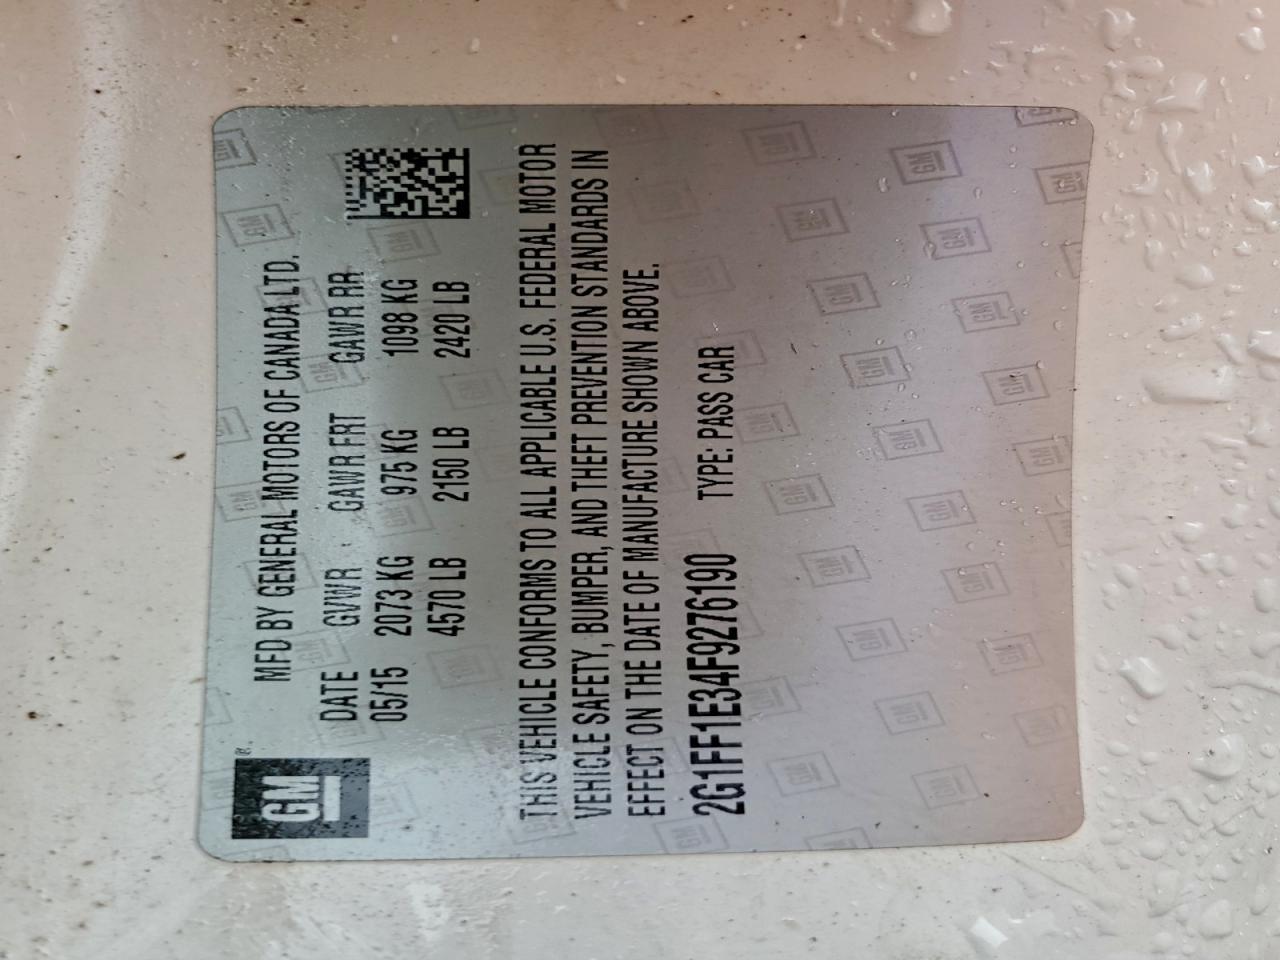 GM ®
MFD BY GENERAL MOTORS OF CANADA LTD.
DATE GVWR GAWR FRT GAWR RR
05/15 2073 KG 975 KG 1098 KG
4570 LB 2150 LB 2420 LB
THIS VEHICLE CONFORMS TO ALL APPLICABLE U.S. FEDERAL MOTOR
VEHICLE SAFETY, BUMPER, AND THEFT PREVENTION STANDARDS IN
EFFECT ON THE DATE OF MANUFACTURE SHOWN ABOVE.
2G1FF1E34F9276190 TYPE: PASS CAR